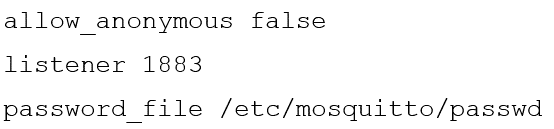 allow_anonymous false
listener 1883
password_file /etc/mosquitto/passwd